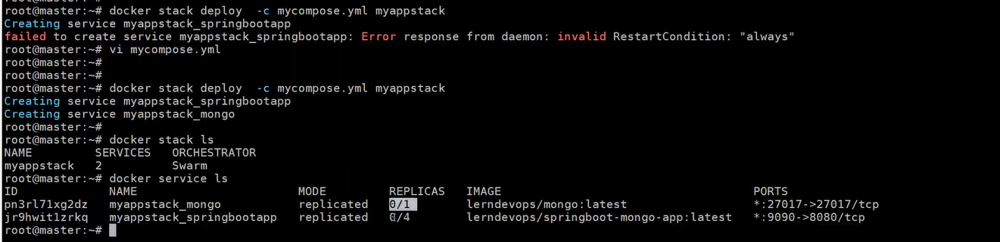 root@master:~# docker stack deploy  -c mycompose.yml myappstack
Creating service myappstack_springbootapp
failed to create service myappstack_springbootapp: Error response from daemon: invalid RestartCondition: "always"
root@master:~# vi mycompose.yml
root@master:~#
root@master:~#
root@master:~# docker stack deploy  -c mycompose.yml myappstack
Creating service myappstack_springbootapp
Creating service myappstack_mongo
root@master:~#
root@master:~# docker stack ls
NAME         SERVICES   ORCHESTRATOR
myappstack   2          Swarm
root@master:~# docker service ls
ID             NAME                       MODE         REPLICAS   IMAGE                                    PORTS
pn3rl71xg2dz   myappstack_mongo           replicated   0/1        lerndevops/mongo:latest                  *:27017->27017/tcp
jr9hwit1zrkq   myappstack_springbootapp   replicated   0/4        lerndevops/springboot-mongo-app:latest   *:9090->8080/tcp
root@master:~#